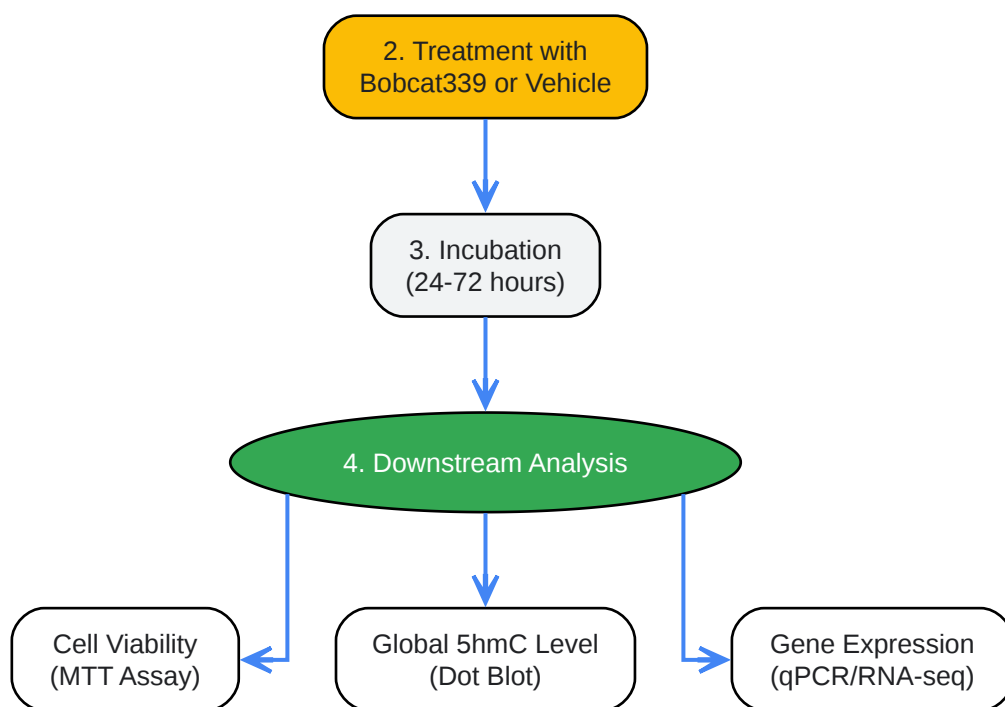 2. Treatment with
Bobcat339 or Vehicle
3. Incubation
(24-72 hours)
4. Downstream Analysis
Cell Viability
(MTT Assay)
Global 5hmC Level
(Dot Blot)
Gene Expression
(qPCR/RNA-seq)